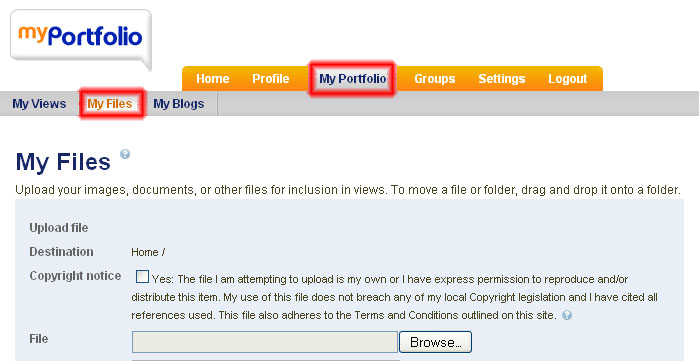 myPortfolio
Home Profile My Portfolio Groups Settings Logout
My Views My Files My Blogs
My Files ?
Upload your images, documents, or other files for inclusion in views. To move a file or folder, drag and drop it onto a folder.
Upload file
Destination Home /
Copyright notice Yes: The file I am attempting to upload is my own or I have express permission to reproduce and/or
distribute this item. My use of this file does not breach any of my local Copyright legislation and I have cited all
references used. This file also adheres to the Terms and Conditions outlined on this site. ?
File Browse...